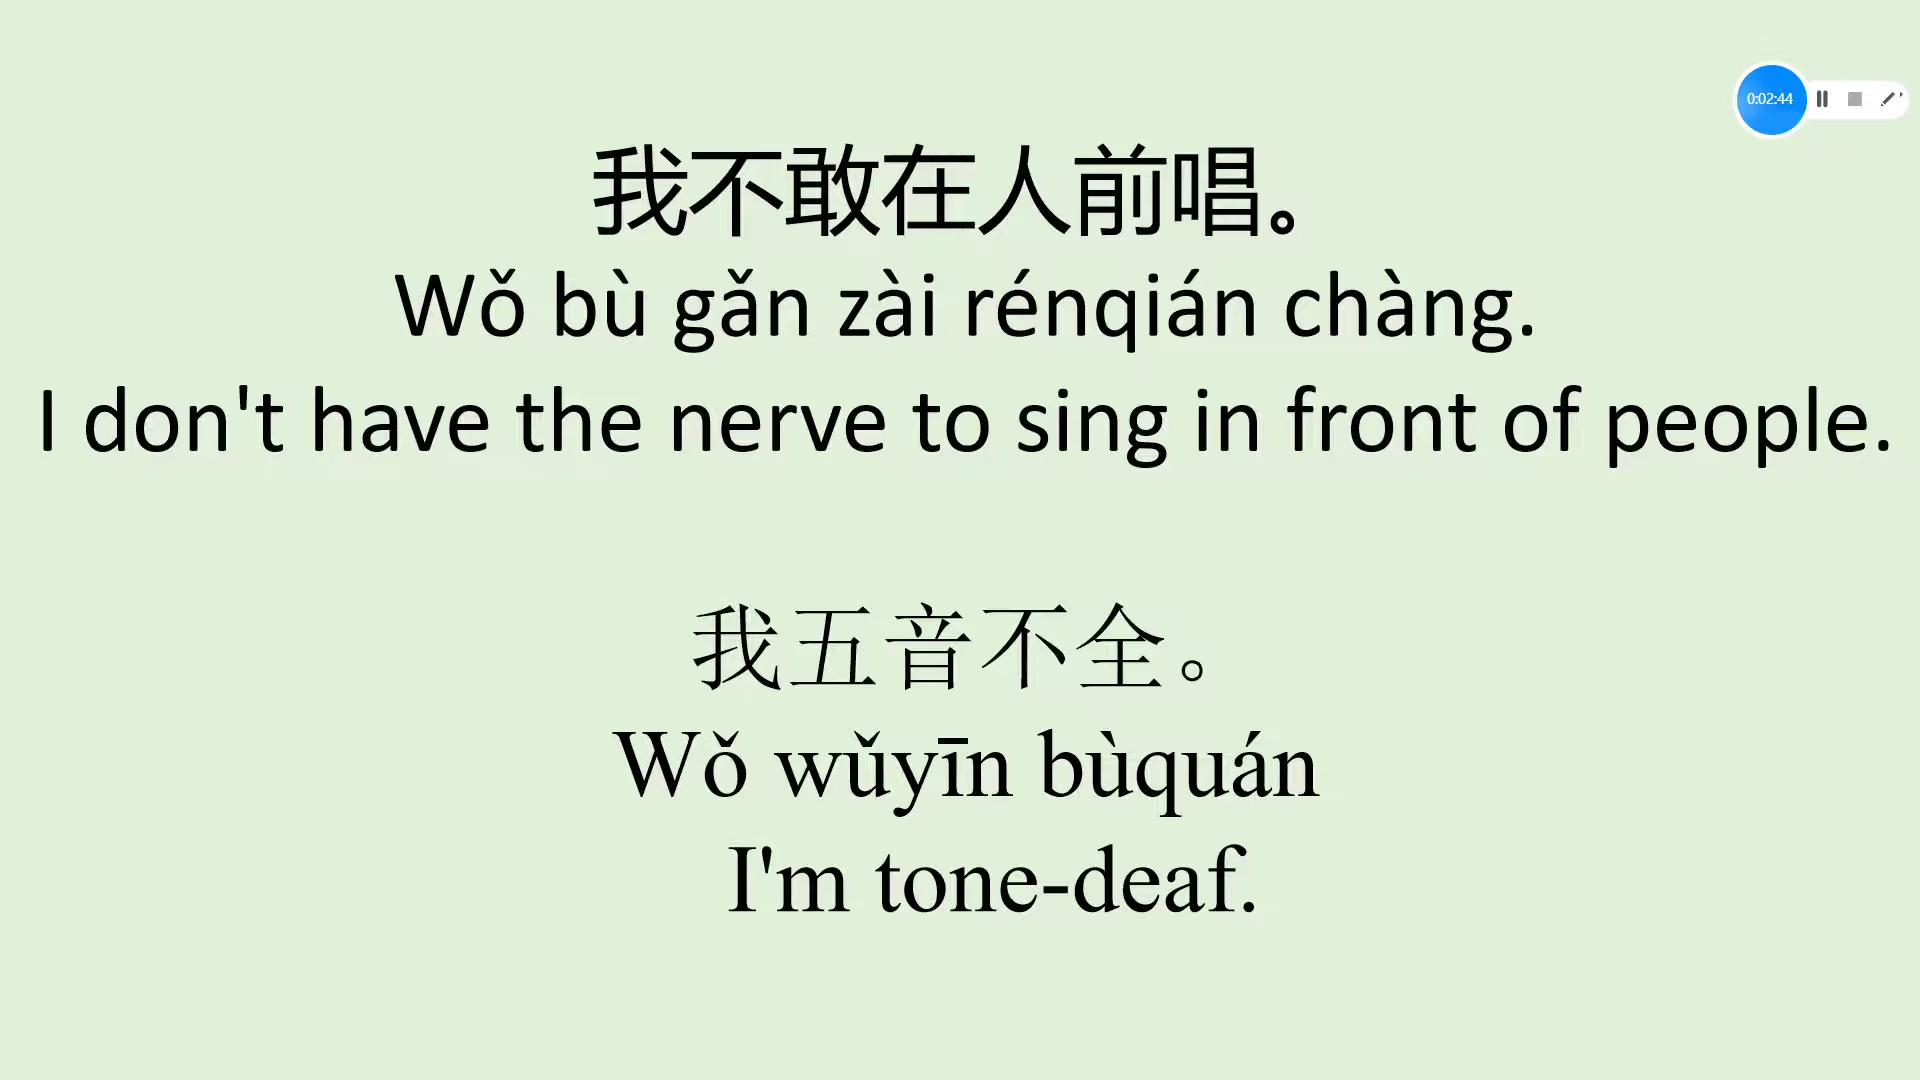 0:02:44
我不敢在人前唱。
Wǒ bù gǎn zài rénqián chàng.
I don't have the nerve to sing in front of people.
我五音不全。
Wǒ wǔyīn bùquán
I'm tone-deaf.